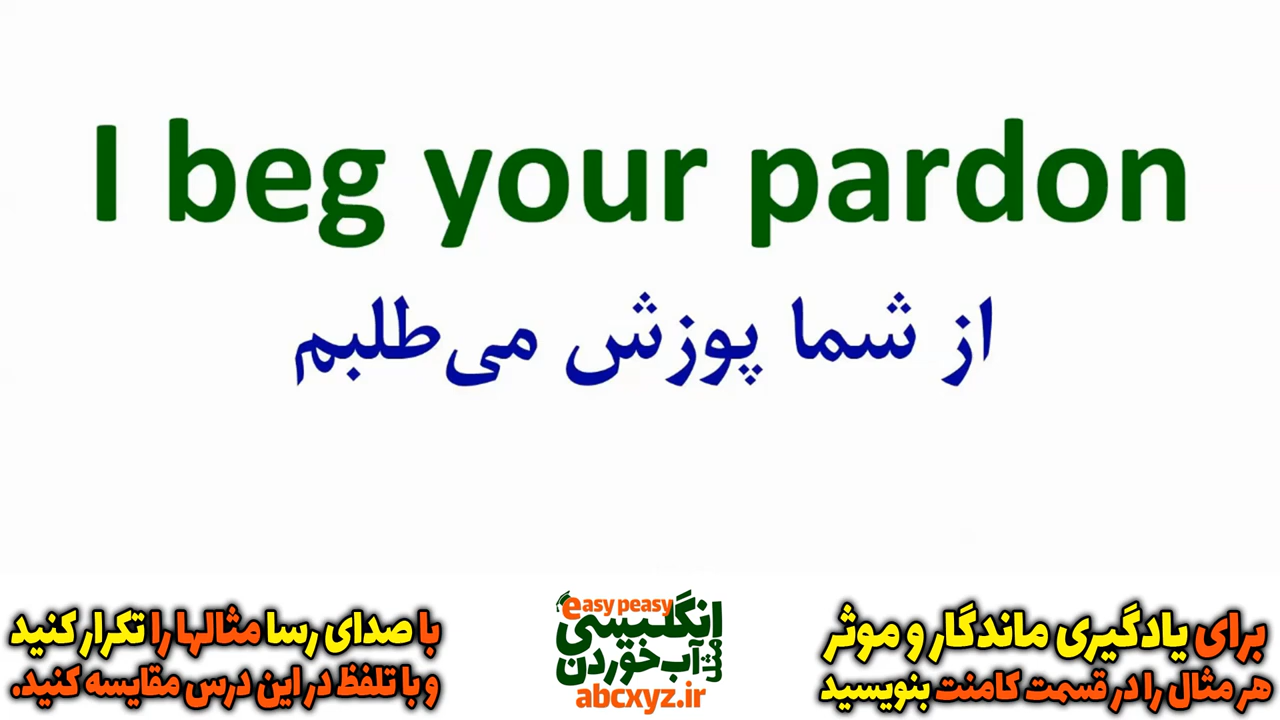 I beg your pardon
از شما پوزش می‌طلبم
برای یادگیری ماندگار و موثر
هر مثال را در قسمت کامنت بنویسید
easy peasy
انگلیسی
مثل آب خوردن
abcxyz.ir
با صدای رسا مثالها را تکرار کنید
و با تلفظ در این درس مقایسه کنید.